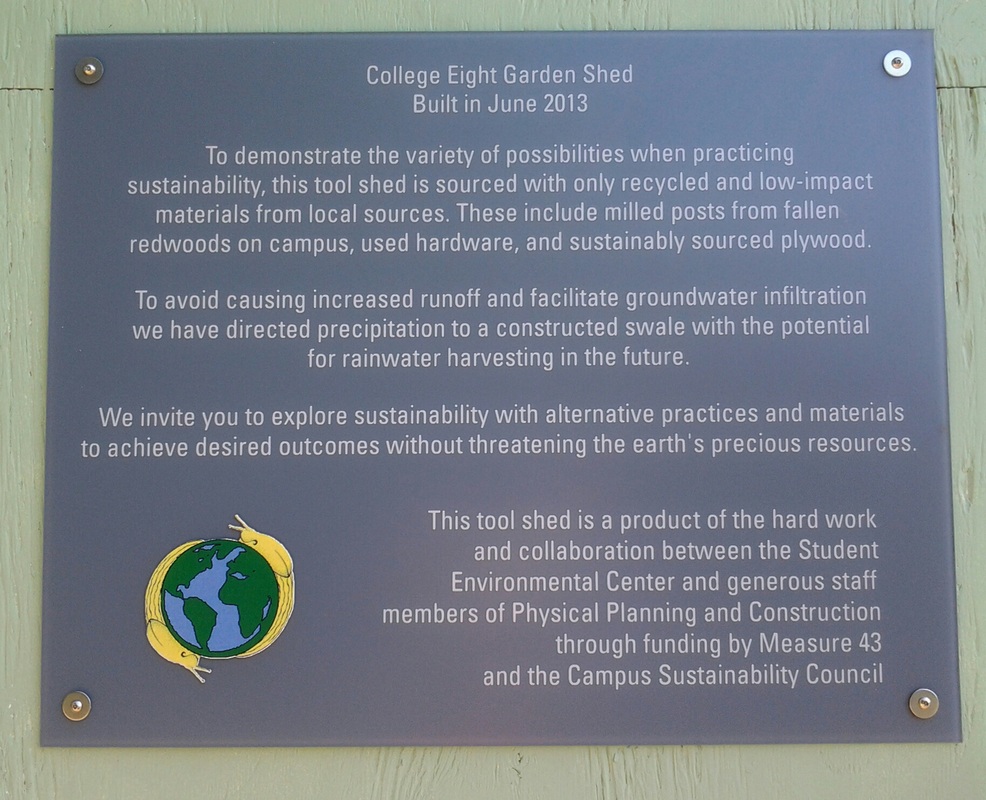 College Eight Garden Shed
Built in June 2013
To demonstrate the variety of possibilities when practicing
sustainability, this tool shed is sourced with only recycled and low-impact
materials from local sources. These include milled posts from fallen
redwoods on campus, used hardware, and sustainably sourced plywood.
To avoid causing increased runoff and facilitate groundwater infiltration
we have directed precipitation to a constructed swale with the potential
for rainwater harvesting in the future.
We invite you to explore sustainability with alternative practices and materials
to achieve desired outcomes without threatening the earth's precious resources.
This tool shed is a product of the hard work
and collaboration between the Student
Environmental Center and generous staff
members of Physical Planning and Construction
through funding by Measure 43
and the Campus Sustainability Council